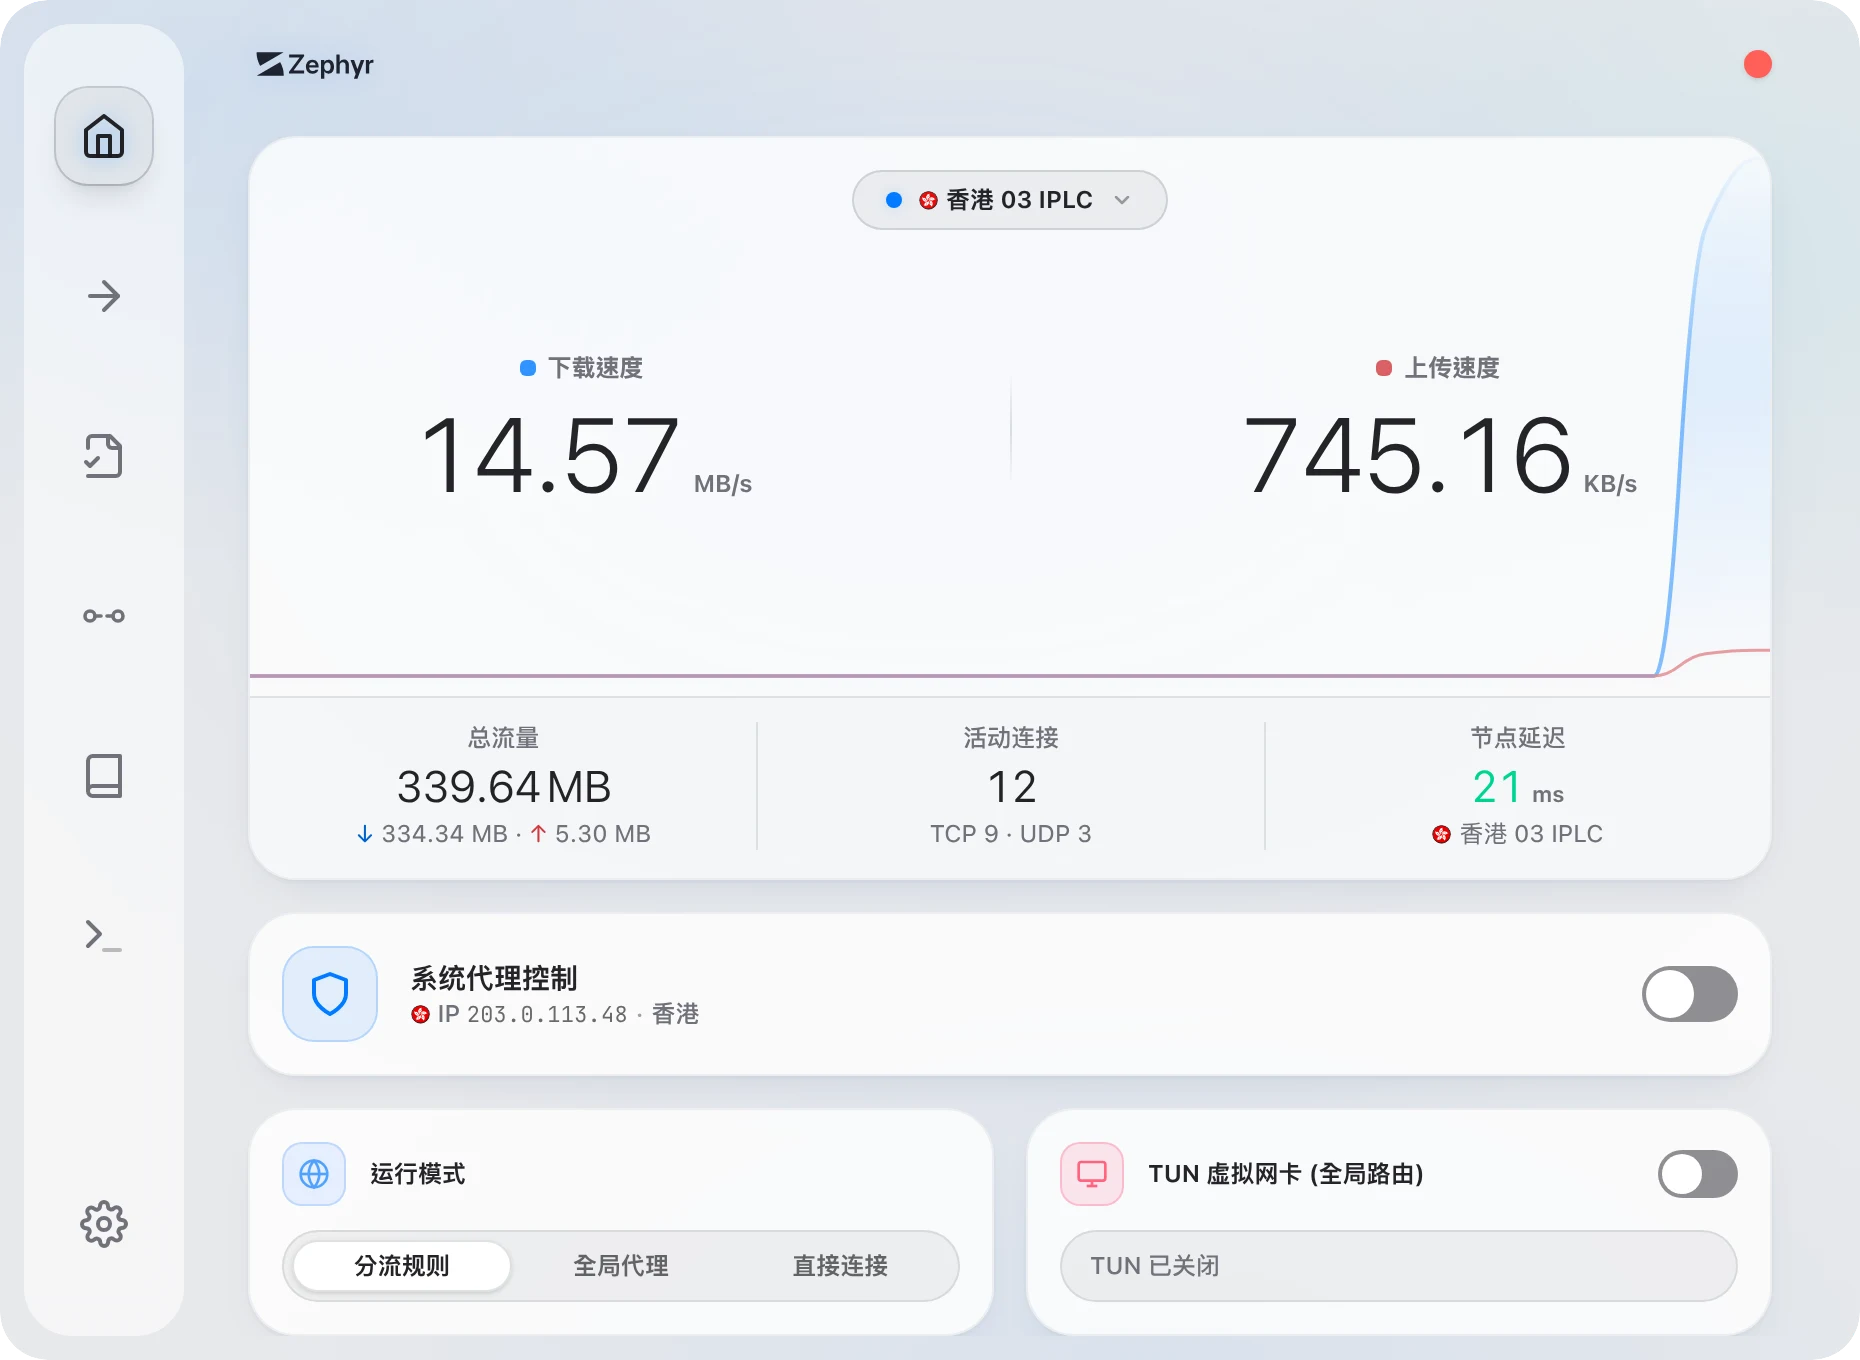 Zephyr
香港 03 IPLC
下载速度
14.57 MB/s
上传速度
745.16 KB/s
总流量
339.64 MB
↓ 334.34 MB · ↑ 5.30 MB
活动连接
12
TCP 9 · UDP 3
节点延迟
21 ms
香港 03 IPLC
系统代理控制
IP 203.0.113.48 · 香港
运行模式
分流规则 全局代理 直接连接
TUN 虚拟网卡 (全局路由)
TUN 已关闭